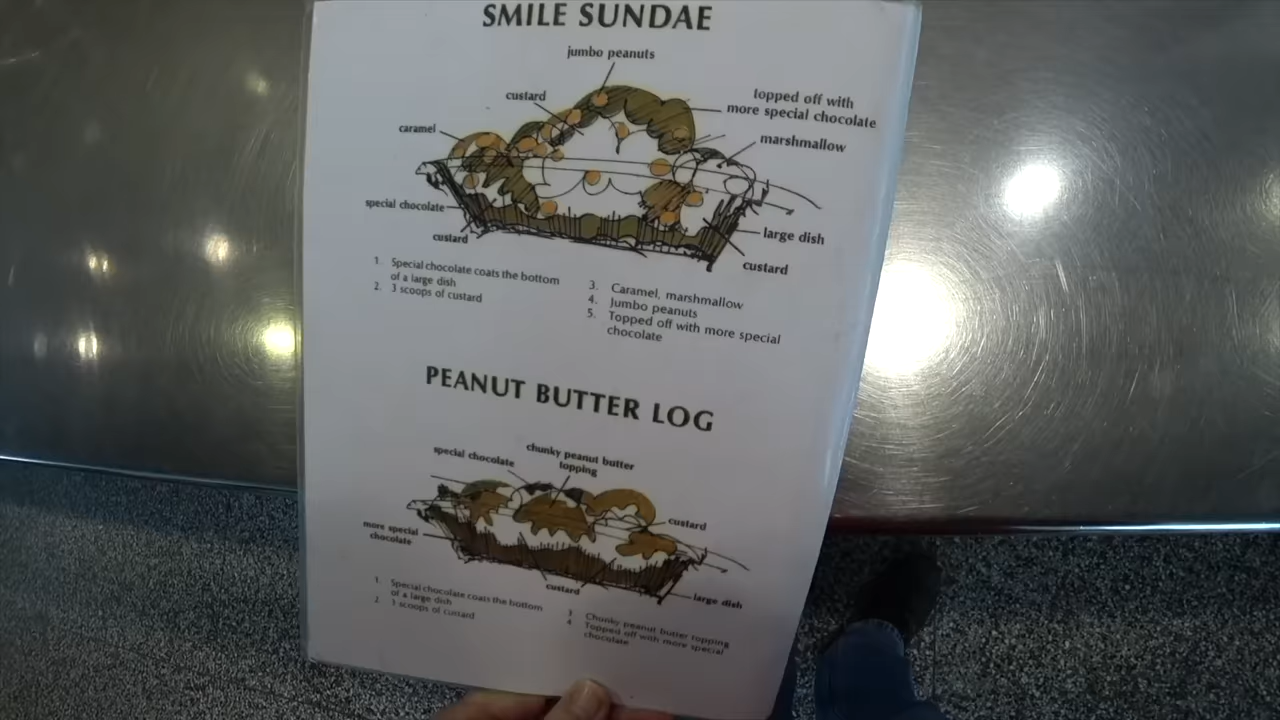 SMILE SUNDAE
jumbo peanuts
custard
topped off with
more special chocolate
caramel
marshmallow
special chocolate
custard
large dish
custard
1. Special chocolate coats the bottom
of a large dish
2. 3 scoops of custard
3. Caramel, marshmallow
4. Jumbo peanuts
5. Topped off with more special
chocolate
PEANUT BUTTER LOG
special chocolate
chunky peanut butter
topping
custard
more special
chocolate
custard
large dish
1. Special chocolate coats the bottom
of a large dish
2. 3 scoops of custard
3. Chunky peanut butter topping
4. Topped off with more special
chocolate